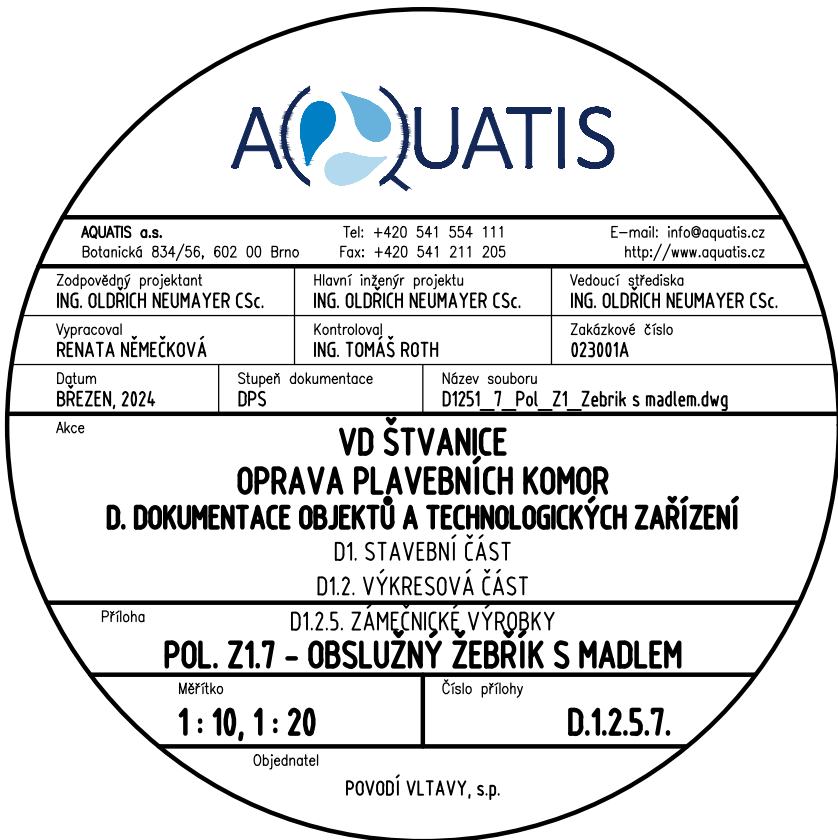 AQUATIS
AQUATIS a.s. Tel: +420 541 554 111 E-mail: info@aquatis.cz
Botanická 834/56, 602 00 Brno Fax: +420 541 211 205 http://www.aquatis.cz
Zodpovědný projektant Hlavní inženýr projektu Vedoucí střediska
ING. OLDŘICH NEUMAYER CSc. ING. OLDŘICH NEUMAYER CSc. ING. OLDŘICH NEUMAYER CSc.
Vypracoval Kontroloval Zakázkové číslo
RENATA NĚMEČKOVÁ ING. TOMÁŠ ROTH 023001A
Datum Stupeň dokumentace Název souboru
BŘEZEN, 2024 DPS D1251_7_Pol_Z1_Zebrik s madlem.dwg
Akce
VD ŠTVANICE
OPRAVA PLAVEBNÍCH KOMOR
D. DOKUMENTACE OBJEKTŮ A TECHNOLOGICKÝCH ZAŘÍZENÍ
D1. STAVEBNÍ ČÁST
D1.2. VÝKRESOVÁ ČÁST
Příloha D1.2.5. ZÁMEČNICKÉ VÝROBKY
POL. Z1.7 - OBSLUŽNÝ ŽEBŘÍK S MADLEM
Měřítko Číslo přílohy
1 : 10, 1 : 20 D.1.2.5.7.
Objednatel
POVODÍ VLTAVY, s.p.